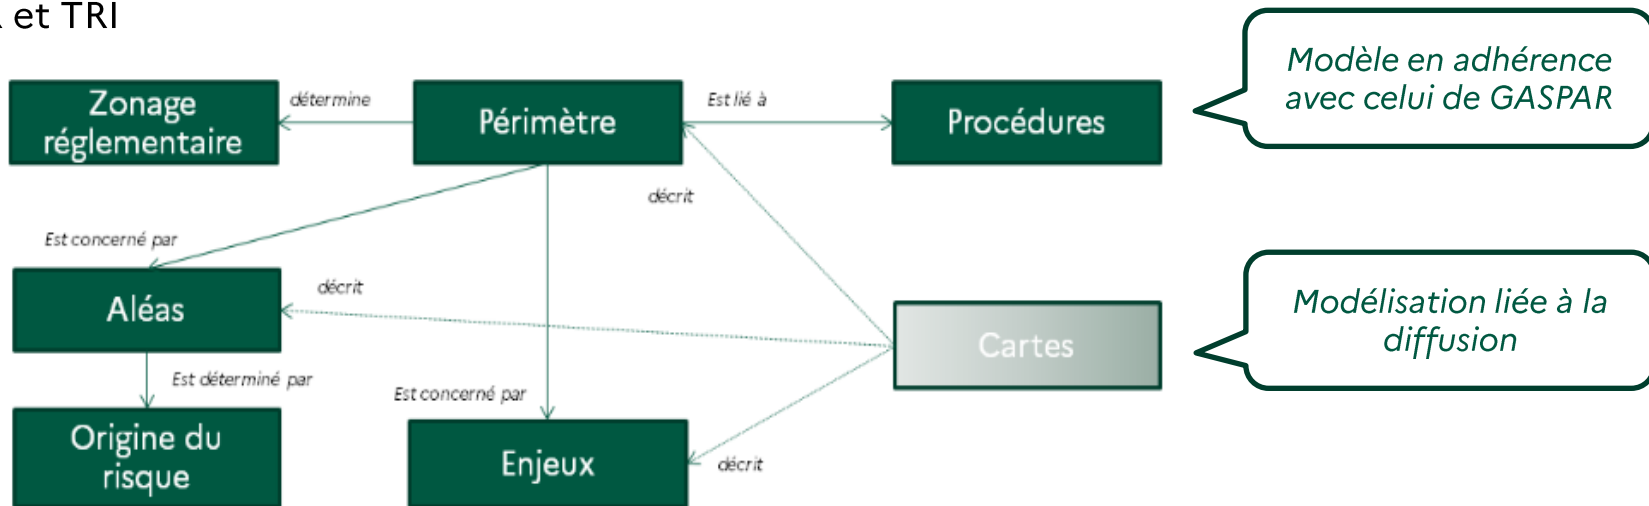 et TRI
Zonage
réglementaire
détermine
Périmètre
Est lié à
Procédures
Modèle en adhérence
avec celui de GASPAR
décrit
Est concerné par
Aléas
décrit
Cartes
Modélisation liée à la
diffusion
Est déterminé par
Est concerné par
Origine du
risque
Enjeux
décrit